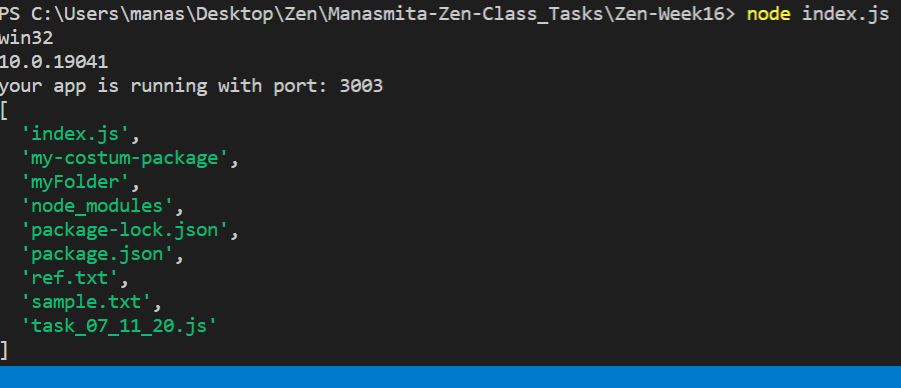 PS C:\Users\manas\Desktop\Zen\Manasmita-Zen-Class_Tasks\Zen-Week16> node index.js
win32
10.0.19041
your app is running with port: 3003
[
  'index.js',
  'my-costum-package',
  'myFolder',
  'node_modules',
  'package-lock.json',
  'package.json',
  'ref.txt',
  'sample.txt',
  'task_07_11_20.js'
]